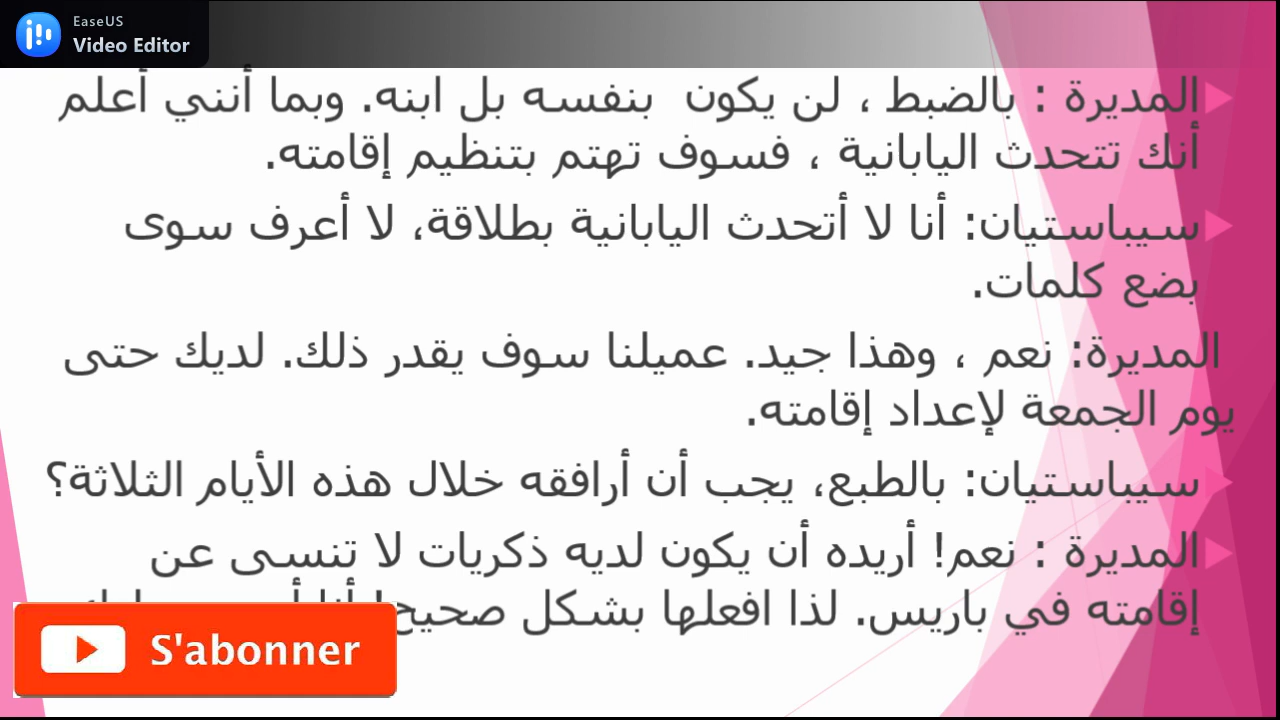 EaseUS
Video Editor
المديرة : بالضبط ، لن يكون بنفسه بل ابنه. وبما أنني أعلم
أنك تتحدث اليابانية ، فسوف تهتم بتنظيم إقامته.
سيباستيان: أنا لا أتحدث اليابانية بطلاقة، لا أعرف سوى
بضع كلمات.
المديرة: نعم ، وهذا جيد. عميلنا سوف يقدر ذلك. لديك حتى
يوم الجمعة لإعداد إقامته.
سيباستيان: بالطبع، يجب أن أرافقه خلال هذه الأيام الثلاثة؟
المديرة : نعم! أريده أن يكون لديه ذكريات لا تنسى عن
إقامته في باريس. لذا افعلها بشكل صحيح!
S'abonner